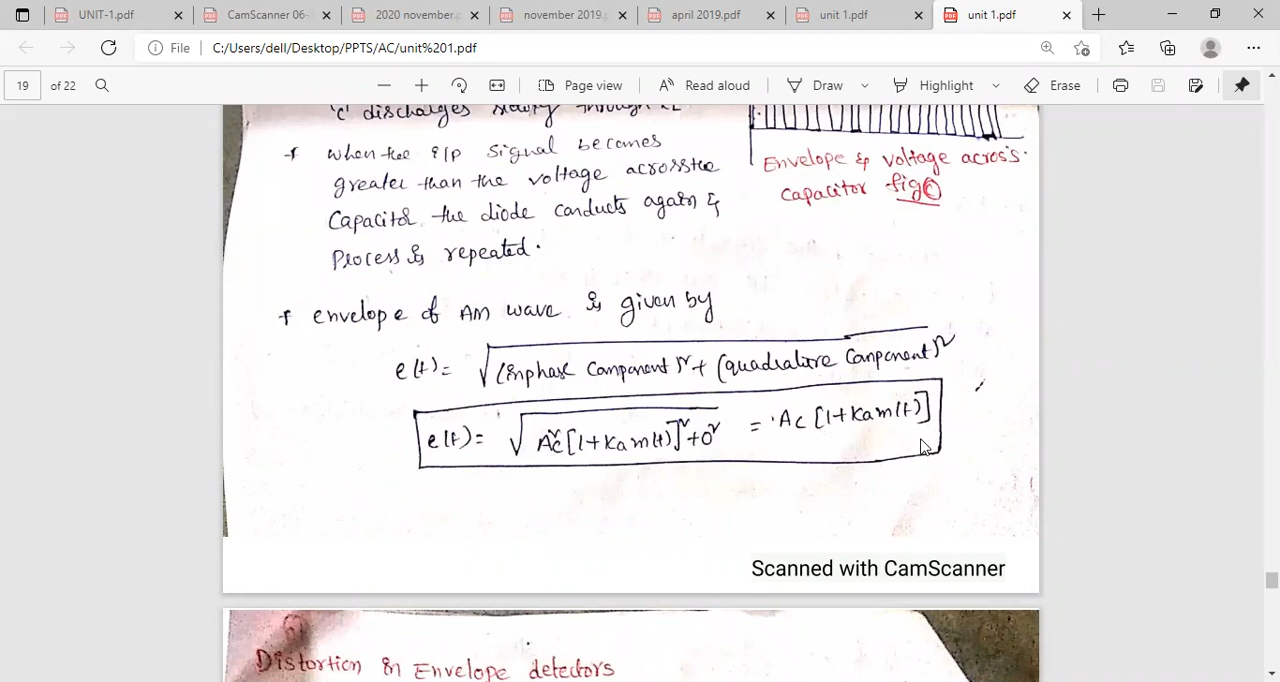 UNIT-1.pdf
CamScanner 06-
2020 november.
november 2019.
april 2019.pdf
unit 1.pdf
unit 1.pdf
File C:/Users/dell/Desktop/PPTS/AC/unit%201.pdf
19 of 22 Page view Read aloud Draw Highlight Erase
'c' discharges slowly through RL
+ when the i/p signal becomes
greater than the voltage across the
capacitor the diode conducts again &
process is repeated.
Envelope & voltage across
capacitor fig c
+ envelope of AM wave is given by
e(t) = √(inphase component)² + (quadrature component)²
e(t) = √Ac²[1+Kam(t)]²+0² = Ac[1+Kam(t)]
Scanned with CamScanner
Distortion in Envelope detectors